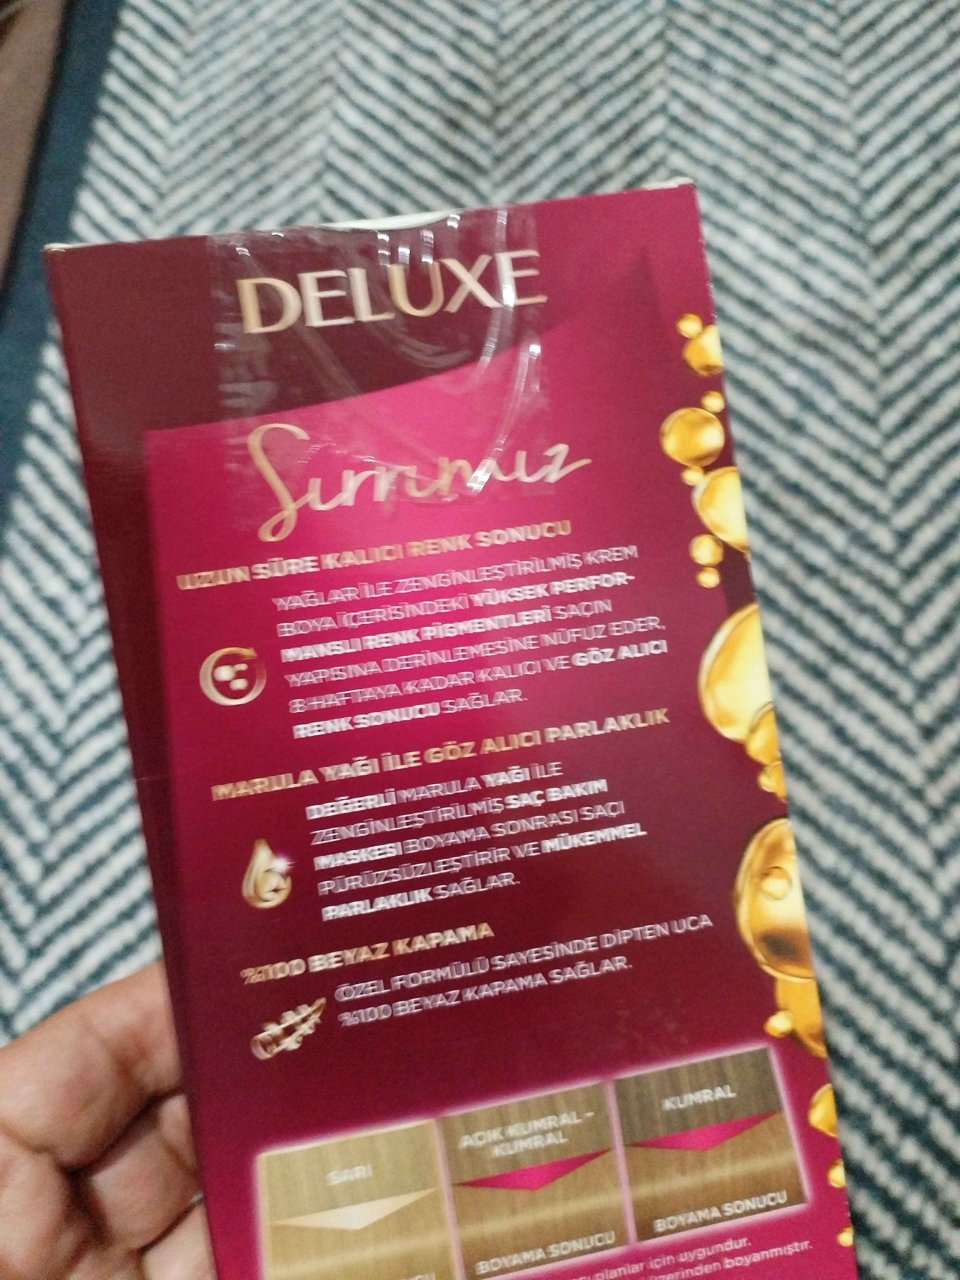 DELUXE
Sırrımız
UZUN SÜRE KALICI RENK SONUCU
YAĞLAR İLE ZENGİNLEŞTİRİLMİŞ KREM
BOYA İÇERİSİNDEKİ YÜKSEK PERFOR-
MANSLI RENK PİGMENTLERİ SAÇIN
YAPISINA DERİNLEMESİNE NÜFUZ EDER,
8 HAFTAYA KADAR KALICI VE GÖZ ALICI
RENK SONUCU SAĞLAR.
MARULA YAĞI İLE GÖZ ALICI PARLAKLIK
DEĞERLİ MARULA YAĞI İLE
ZENGİNLEŞTİRİLMİŞ SAÇ BAKIM
MASKESİ BOYAMA SONRASI SAÇI
PÜRÜZSÜZLEŞTİRİR VE MÜKEMMEL
PARLAKLIK SAĞLAR.
%100 BEYAZ KAPAMA
ÖZEL FORMÜLÜ SAYESİNDE DİPTEN UCA
%100 BEYAZ KAPAMA SAĞLAR.
SARI
AÇIK KUMRAL -
KUMRAL
KUMRAL
BOYAMA SONUCU
BOYAMA SONUCU
planlar için uygundur.
üzerinden boyanmıştır.